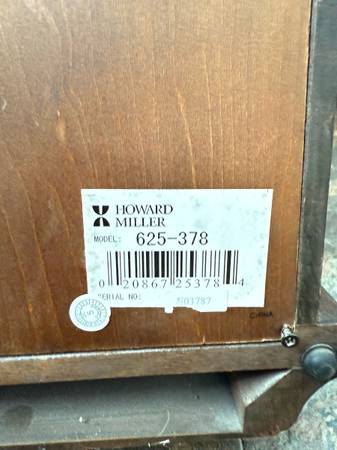 HOWARD
MILLER
MODEL: 625-378
0 20867 25378 4
SERIAL NO:
CHINA